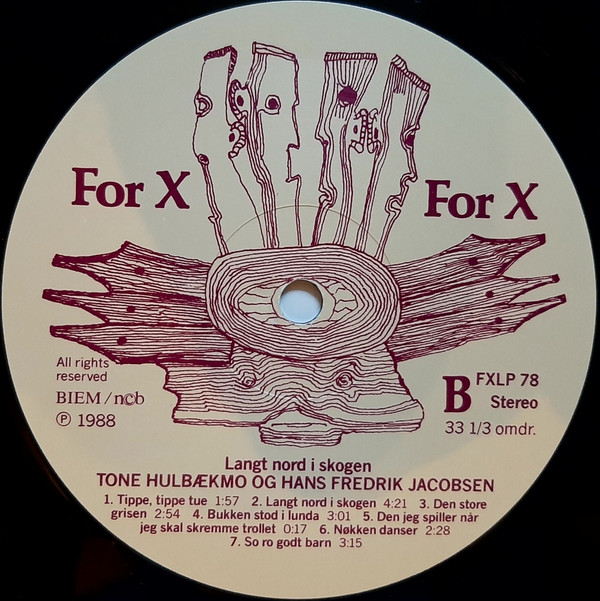 For X
For X
All rights
reserved
BIEM / n©b
℗ 1988
B
FXLP 78
Stereo
33 1/3 omdr.
Langt nord i skogen
TONE HULBÆKMO OG HANS FREDRIK JACOBSEN
1. Tippe, tippe tue 1:57 2. Langt nord i skogen 4:21 3. Den store
grisen 2:54 4. Bukken stod i lunda 3:01 5. Den jeg spiller når
jeg skal skremme trollet 0:17 6. Nøkken danser 2:28
7. So ro godt barn 3:15